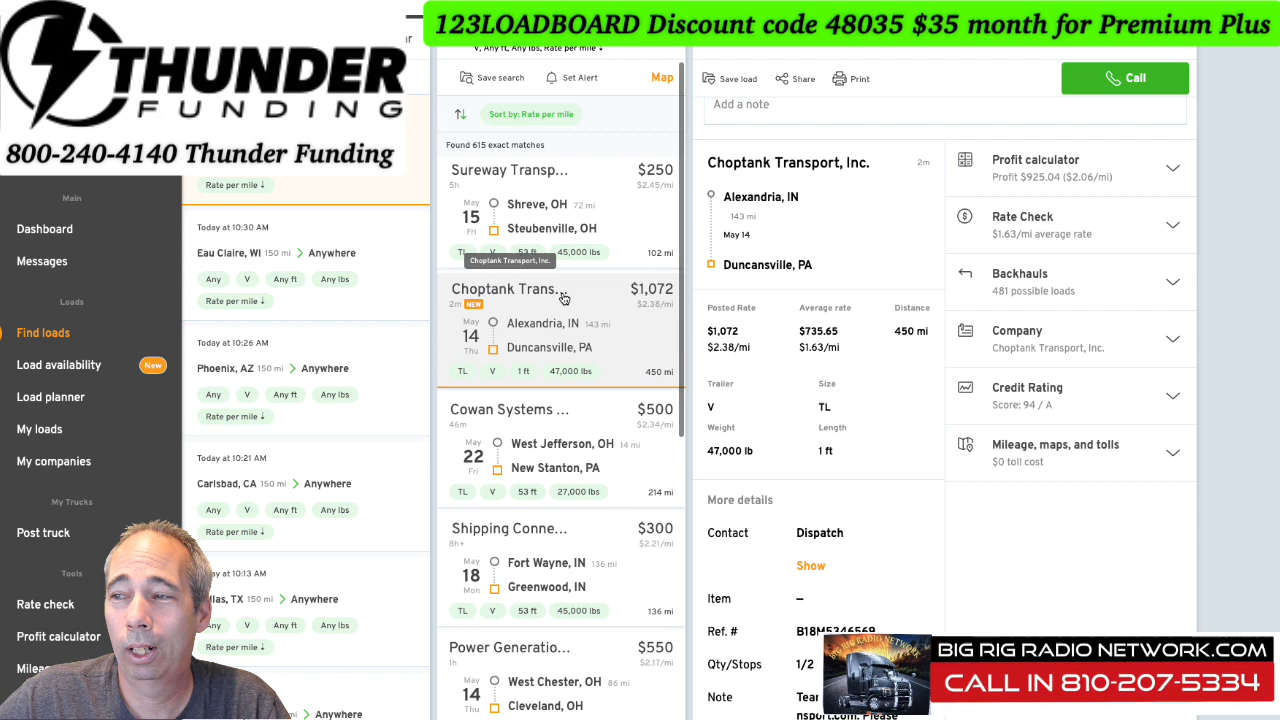 THUNDER
FUNDING
800-240-4140 Thunder Funding
123LOADBOARD Discount code 48035 $35 month for Premium Plus
Main
Dashboard
Messages
Loads
Find loads
Load availability New
Load planner
My loads
My companies
My Trucks
Post truck
Tools
Rate check
Profit calculator
Rate per mile ↓
Today at 10:30 AM
Eau Claire, WI 150 mi > Anywhere
Any V Any ft Any lbs
Rate per mile ↓
Today at 10:26 AM
Phoenix, AZ 150 mi > Anywhere
Any V Any ft Any lbs
Rate per mile ↓
Today at 10:21 AM
Carlsbad, CA 150 mi > Anywhere
Any V Any ft Any lbs
Rate per mile ↓
10:13 AM
150 mi > Anywhere
V Any ft Any lbs
Rate per mile ↓
Anywhere
V, Any ft, Any lbs, Rate per mile ↓
Save search Set Alert Map
Sort by: Rate per mile
Found 615 exact matches
Sureway Transp... $250
5h $2.45/mi
May 15 Fri
Shreve, OH 72 mi
Steubenville, OH
TL V 53 ft 45,000 lbs 102 mi
Choptank Transport, Inc.
Choptank Trans... $1,072
2m NEW $2.38/mi
May 14 Thu
Alexandria, IN 143 mi
Duncansville, PA
TL V 1 ft 47,000 lbs 450 mi
Cowan Systems ... $500
46m $2.34/mi
May 22 Fri
West Jefferson, OH 14 mi
New Stanton, PA
TL V 53 ft 27,000 lbs 214 mi
Shipping Conne... $300
8h+ $2.21/mi
May 18 Mon
Fort Wayne, IN 136 mi
Greenwood, IN
TL V 53 ft 45,000 lbs 136 mi
Power Generatio... $550
1h $2.17/mi
May 14 Thu
West Chester, OH 86 mi
Cleveland, OH
Save load Share Print Call
Add a note
Choptank Transport, Inc. 2m
Alexandria, IN
143 mi
May 14
Duncansville, PA
Posted Rate Average rate Distance
$1,072 $735.65 450 mi
$2.38/mi $1.63/mi
Trailer Size
V TL
Weight Length
47,000 lb 1 ft
More details
Contact Dispatch
Show
Item –
Ref. # B18M5346569
Qty/Stops 1/2
Note
nsport.com. Please
Profit calculator
Profit $925.04 ($2.06/mi)
Rate Check
$1.63/mi average rate
Backhauls
481 possible loads
Company
Choptank Transport, Inc.
Credit Rating
Score: 94 / A
Mileage, maps, and tolls
$0 toll cost
BIG RIG RADIO NETWORK
BIG RIG RADIO NETWORK.COM
CALL IN 810-207-5334